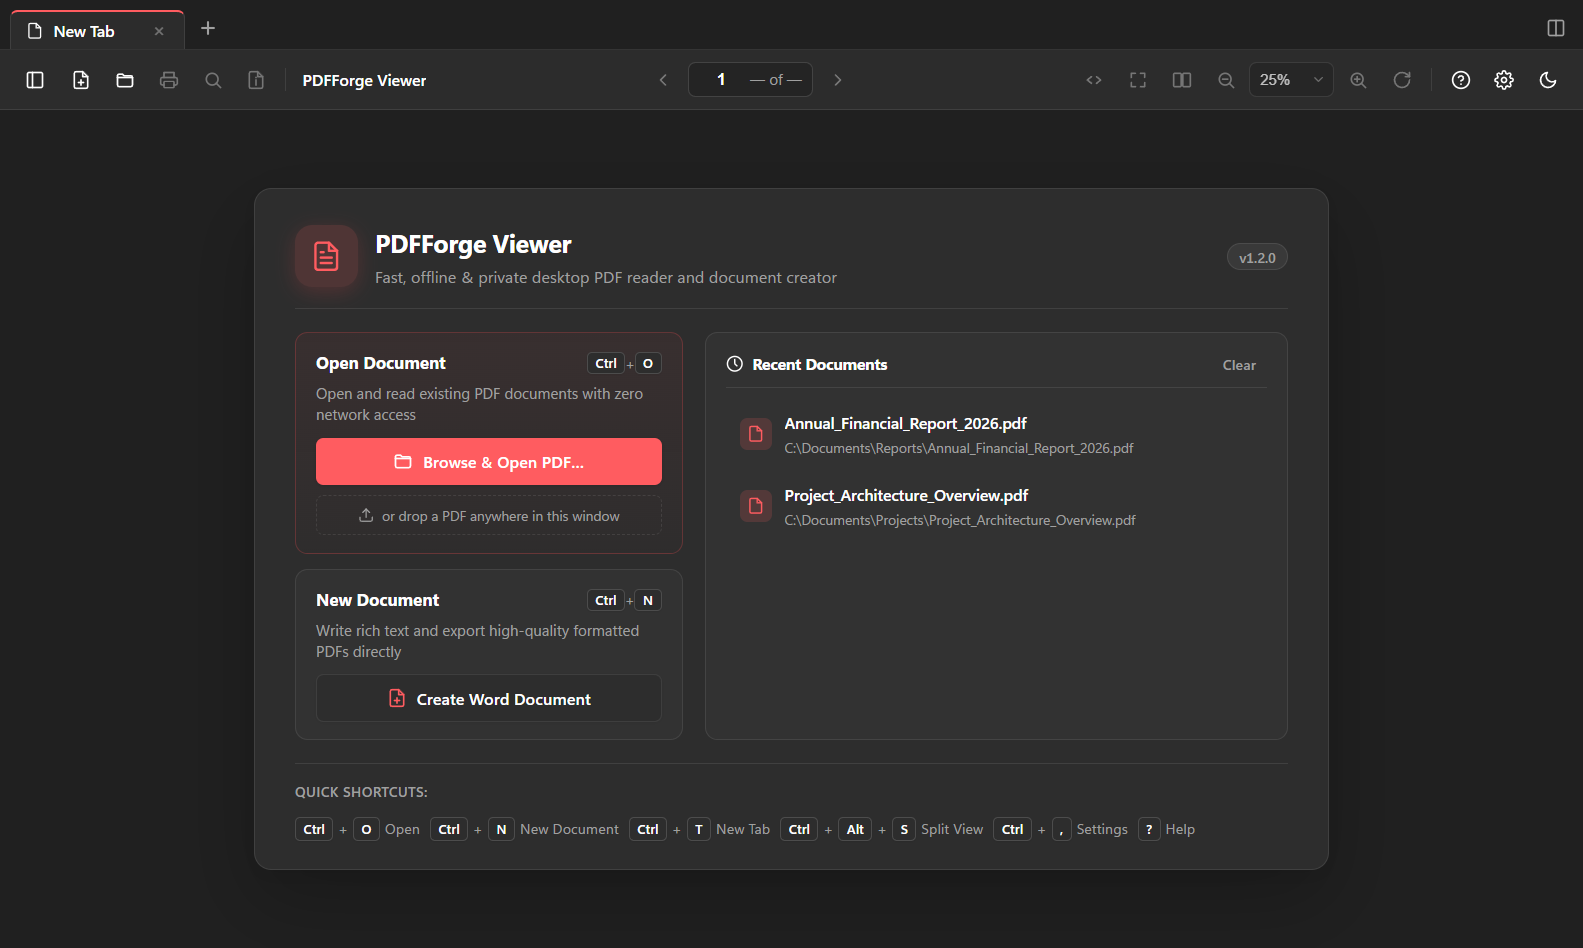 New Tab
PDFForge Viewer
1 — of —
25%
PDFForge Viewer
Fast, offline & private desktop PDF reader and document creator
v1.2.0
Open Document
Ctrl + O
Open and read existing PDF documents with zero
network access
Browse & Open PDF...
or drop a PDF anywhere in this window
New Document
Ctrl + N
Write rich text and export high-quality formatted
PDFs directly
Create Word Document
Recent Documents
Clear
Annual_Financial_Report_2026.pdf
C:\Documents\Reports\Annual_Financial_Report_2026.pdf
Project_Architecture_Overview.pdf
C:\Documents\Projects\Project_Architecture_Overview.pdf
QUICK SHORTCUTS:
Ctrl + O Open Ctrl + N New Document Ctrl + T New Tab Ctrl + Alt + S Split View Ctrl + , Settings ? Help